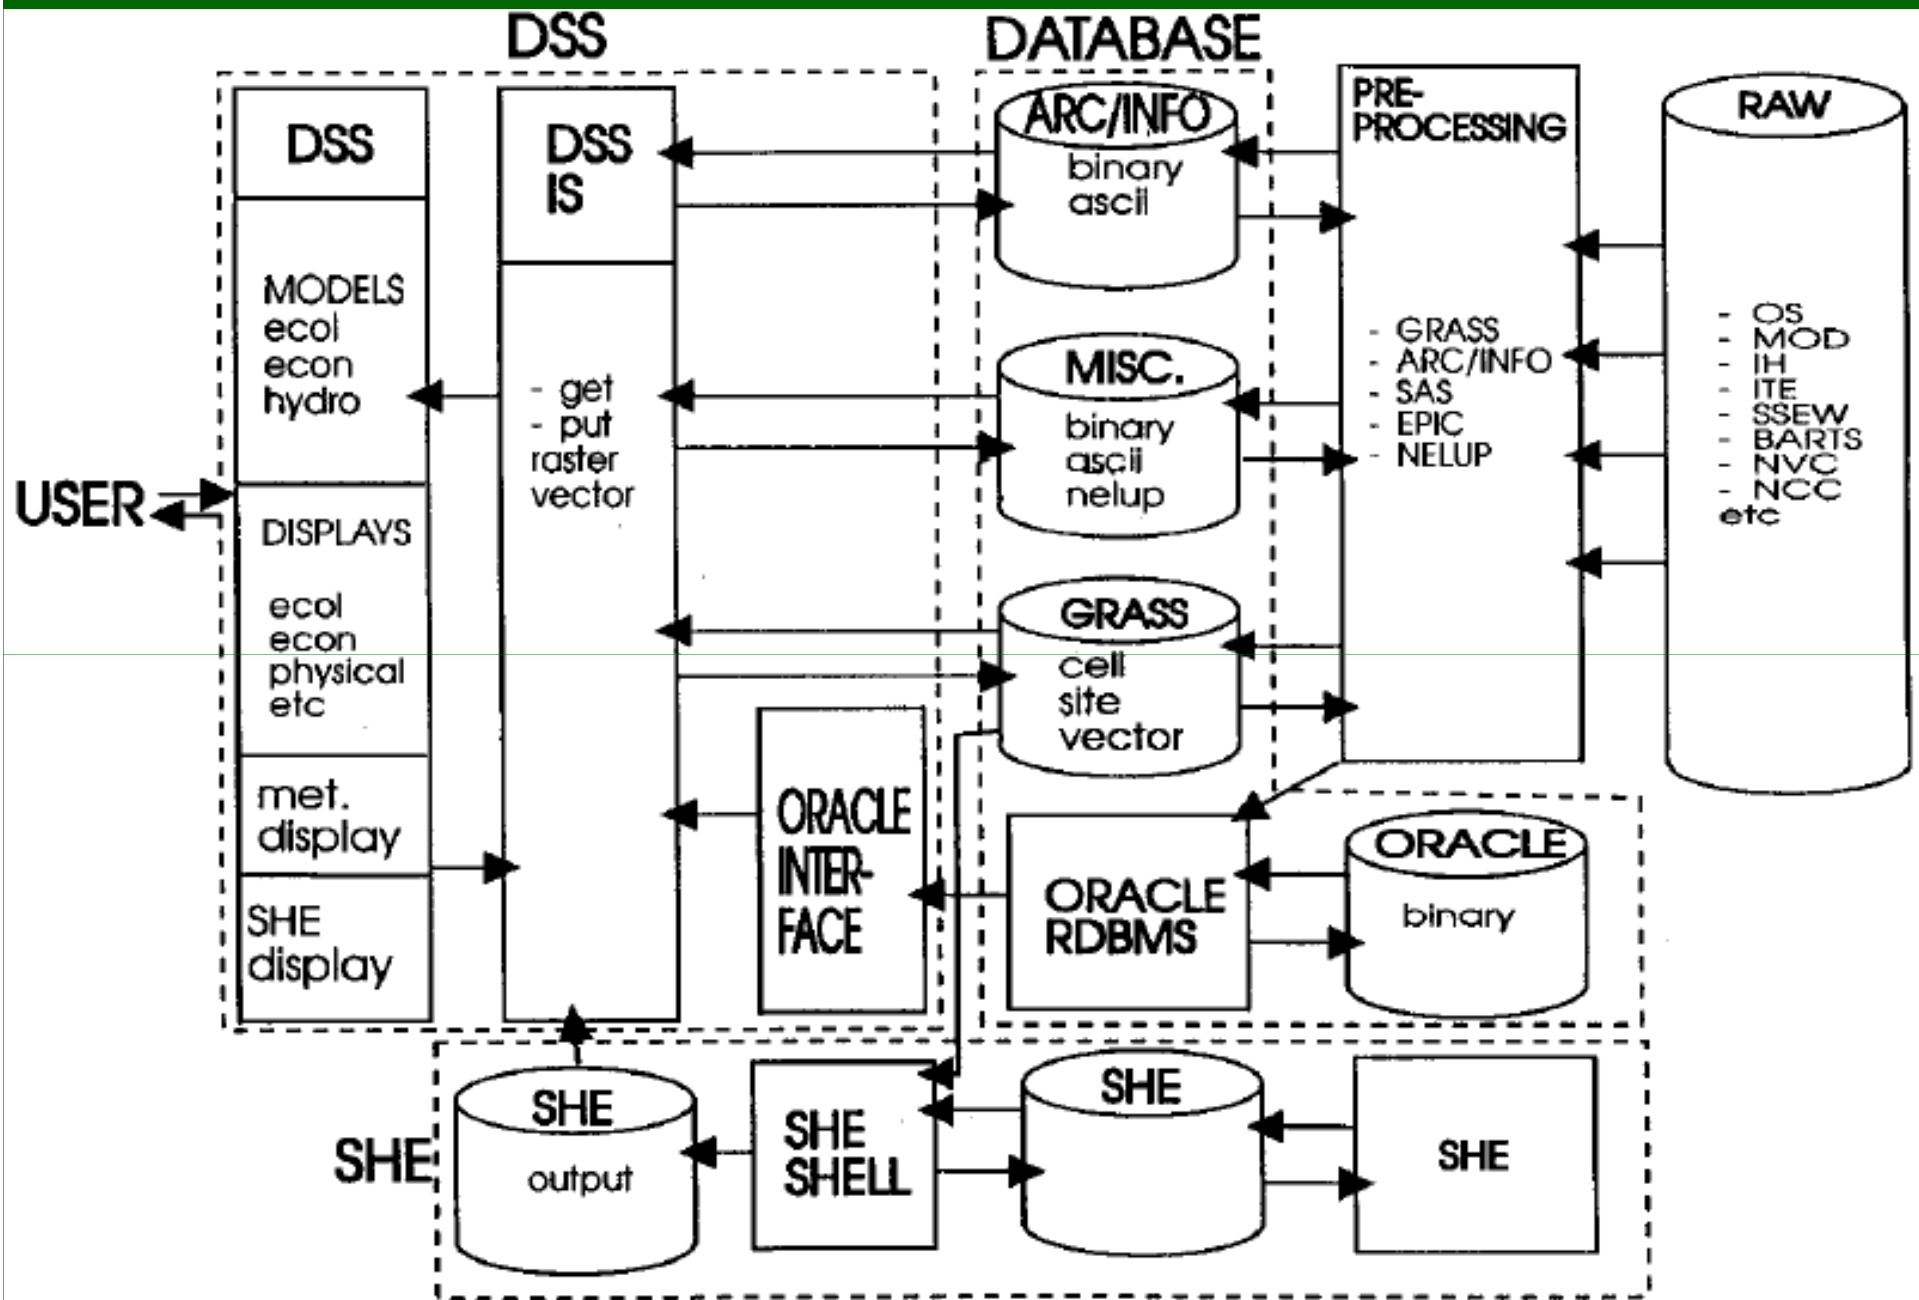 DSS
DATABASE
DSS
MODELS
ecol
econ
hydro
DISPLAYS
ecol
econ
physical
etc
met.
display
SHE
display
USER
DSS
IS
- get
- put
raster
vector
ORACLE
INTER-
FACE
ARC/INFO
binary
ascii
MISC.
binary
ascii
nelup
GRASS
cell
site
vector
ORACLE
RDBMS
ORACLE
binary
PRE-
PROCESSING
- GRASS
- ARC/INFO
- SAS
- EPIC
- NELUP
RAW
- OS
- MOD
- IH
- ITE
- SSEW
- BARTS
- NVC
- NCC
etc
SHE
SHE
output
SHE
SHELL
SHE
SHE